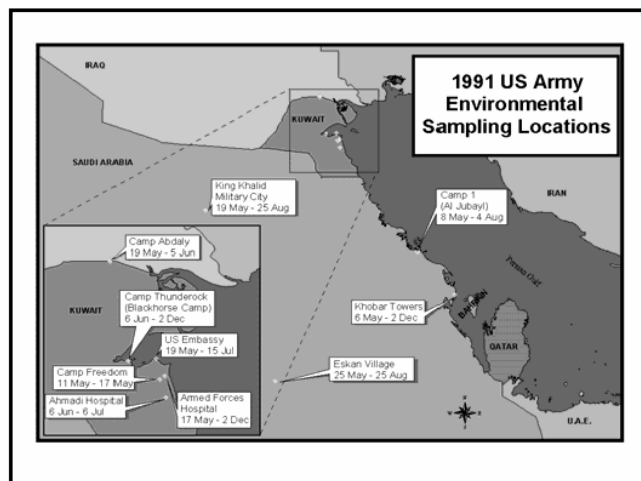 1991 US Army
Environmental
Sampling Locations
IRAQ
KUWAIT
SAUDI ARABIA
IRAN
King Khalid
Military City
19 May - 25 Aug
Camp 1
(Al Jubayl)
8 May - 4 Aug
Persian Gulf
Camp Abdaly
19 May - 5 Jun
KUWAIT
Camp Thunderock
(Blackhorse Camp)
6 Jun - 2 Dec
US Embassy
19 May - 15 Jul
Camp Freedom
11 May - 17 May
Ahmadi Hospital
6 Jun - 6 Jul
Armed Forces
Hospital
17 May - 2 Dec
Khobar Towers
6 May - 2 Dec
BAHRAIN
QATAR
Eskan Village
25 May - 25 Aug
U.A.E.
N
W
E
S